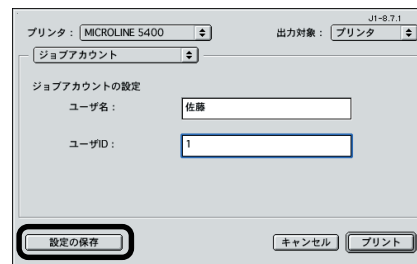 J1-8.7.1
プリンタ： MICROLINE 5400 出力対象： プリンタ
ジョブアカウント
ジョブアカウントの設定
ユーザ名： 佐藤
ユーザID： 1
設定の保存 キャンセル プリント